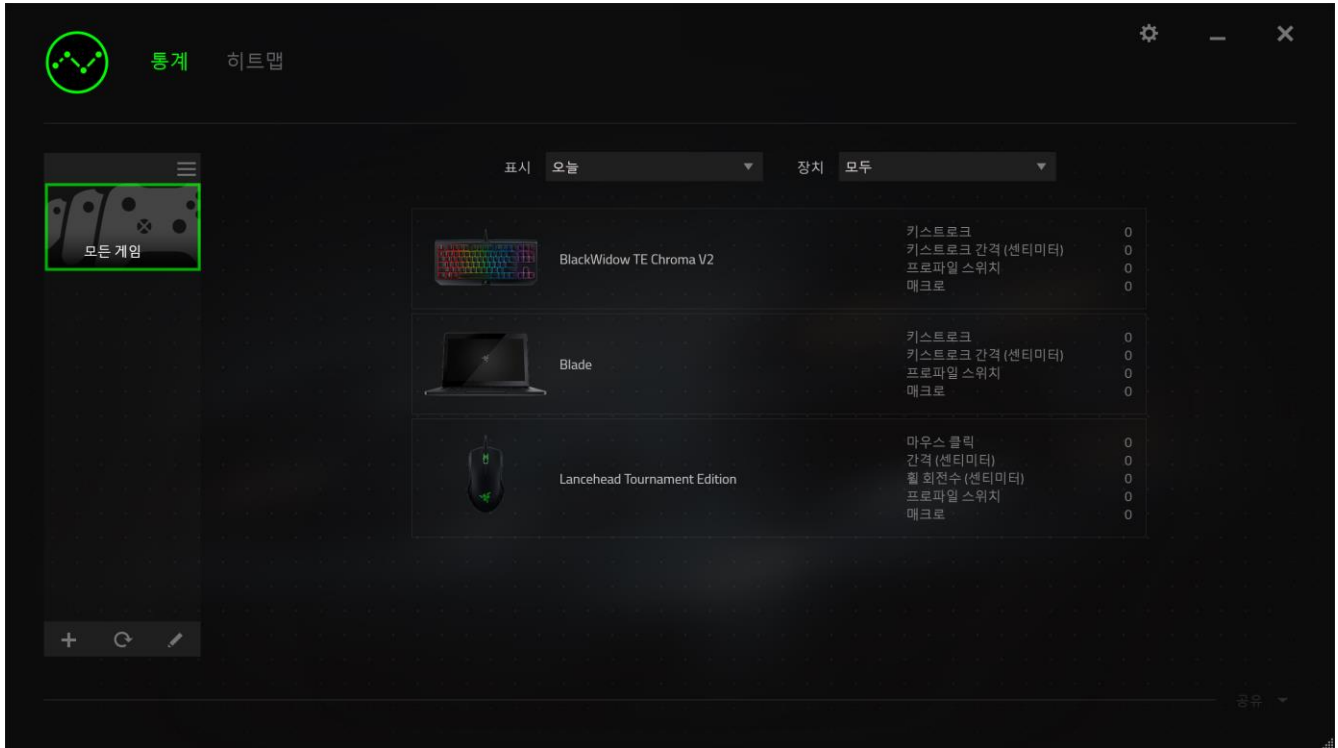 통계 히트맵
표시 오늘 장치 모두
모든 게임
BlackWidow TE Chroma V2
키스트로크 0
키스트로크 간격 (센티미터) 0
프로파일 스위치 0
매크로 0
Blade
키스트로크 0
키스트로크 간격 (센티미터) 0
프로파일 스위치 0
매크로 0
Lancehead Tournament Edition
마우스 클릭 0
간격 (센티미터) 0
휠 회전수 (센티미터) 0
프로파일 스위치 0
매크로 0
공유